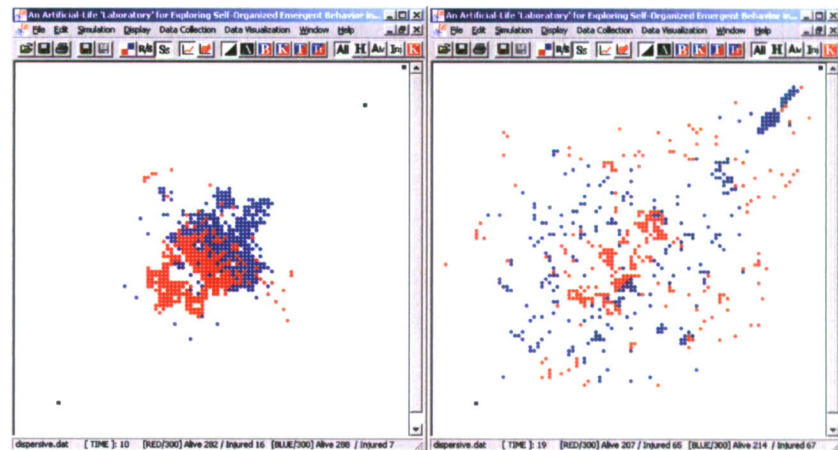 An Artificial-Life 'Laboratory' for Exploring Self-Organized Emergent Behavior in...
File Edit Simulation Display Data Collection Data Visualization Window Help
R/S All H
dispersive.dat [ TIME ]: 10 [RED/300] Alive 282 / Injured 16 [BLUE/300] Alive 288 / Injured 7
An Artificial-Life 'Laboratory' for Exploring Self-Organized Emergent Behavior in...
File Edit Simulation Display Data Collection Data Visualization Window Help
R/S All H
dispersive.dat [ TIME ]: 19 [RED/300] Alive 207 / Injured 65 [BLUE/300] Alive 214 / Injured 67